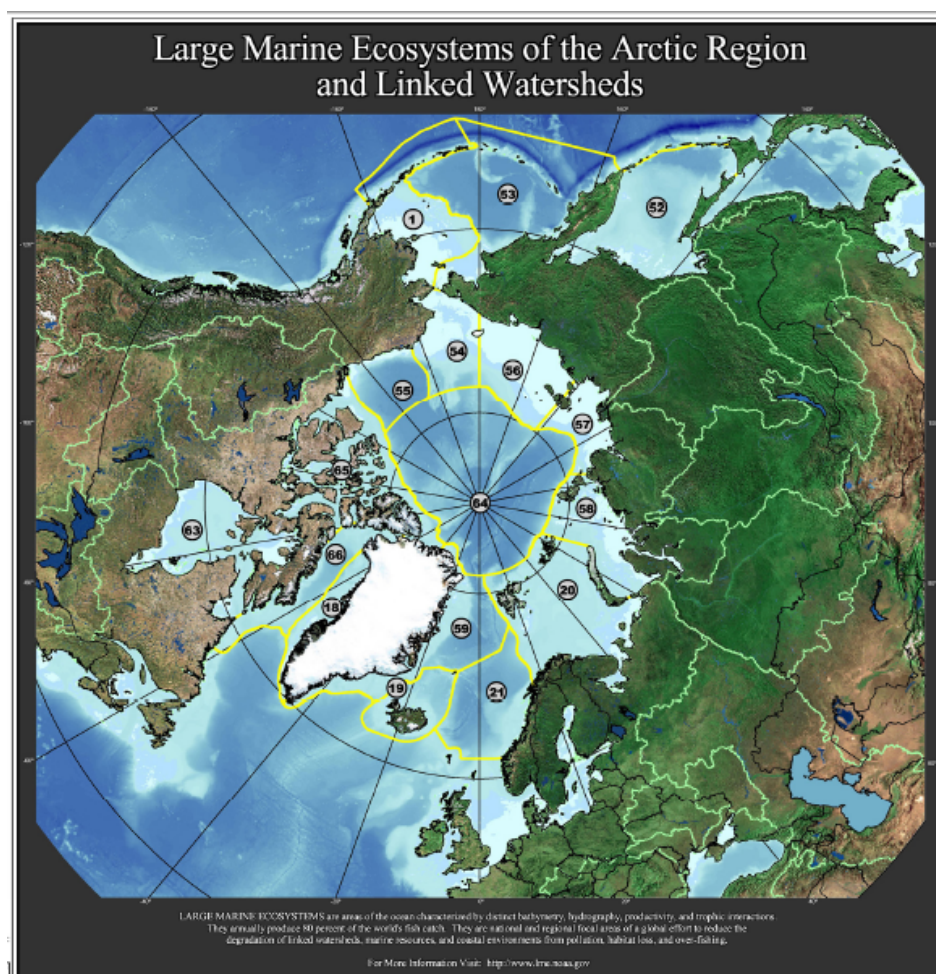 Large Marine Ecosystems of the Arctic Region
and Linked Watersheds
53
52
1
54
56
55
57
65
64
58
63
66
20
18
59
19
21
LARGE MARINE ECOSYSTEMS are areas of the ocean characterized by distinct bathymetry, hydrography, productivity, and trophic interactions.
They annually produce 80 percent of the world's fish catch. They are national and regional focal areas of a global effort to reduce the
degradation of linked watersheds, marine resources, and coastal environments from pollution, habitat loss, and over-fishing.
For More Information Visit: http://www.lme.noaa.gov